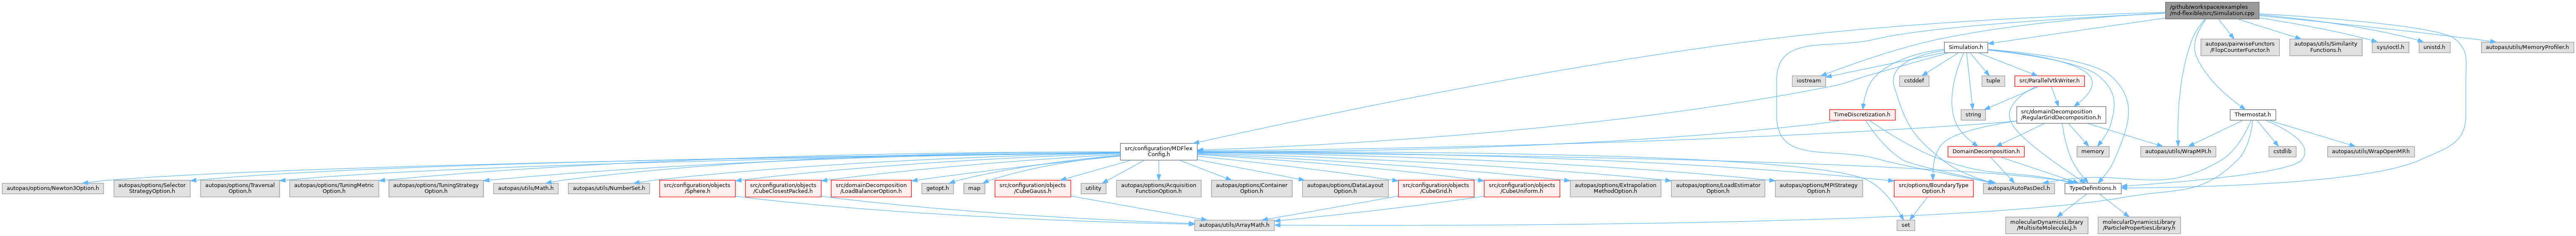 /github/workspace/examples
/md-flexible/src/Simulation.cpp
autopas/pairwiseFunctors
/FlopCounterFunctor.h
autopas/utils/Similarity
Functions.h
sys/ioctl.h
unistd.h
autopas/utils/MemoryProfiler.h
Simulation.h
iostream
cstddef
tuple
src/ParallelVtkWriter.h
TimeDiscretization.h
string
src/domainDecomposition
/RegularGridDecomposition.h
Thermostat.h
src/configuration/MDFlex
Config.h
DomainDecomposition.h
memory
autopas/utils/WrapMPI.h
cstdlib
autopas/utils/WrapOpenMP.h
autopas/options/Newton3Option.h
autopas/options/Selector
StrategyOption.h
autopas/options/Traversal
Option.h
autopas/options/TuningMetric
Option.h
autopas/options/TuningStrategy
Option.h
autopas/utils/Math.h
autopas/utils/NumberSet.h
src/configuration/objects
/Sphere.h
src/configuration/objects
/CubeClosestPacked.h
src/domainDecomposition
/LoadBalancerOption.h
getopt.h
map
src/configuration/objects
/CubeGauss.h
utility
autopas/options/Acquisition
FunctionOption.h
autopas/options/Container
Option.h
autopas/options/DataLayout
Option.h
src/configuration/objects
/CubeGrid.h
src/configuration/objects
/CubeUniform.h
autopas/options/Extrapolation
MethodOption.h
autopas/options/LoadEstimator
Option.h
autopas/options/MPIStrategy
Option.h
src/options/BoundaryType
Option.h
autopas/AutoPasDecl.h
TypeDefinitions.h
autopas/utils/ArrayMath.h
set
molecularDynamicsLibrary
/MultisiteMoleculeLJ.h
molecularDynamicsLibrary
/ParticlePropertiesLibrary.h